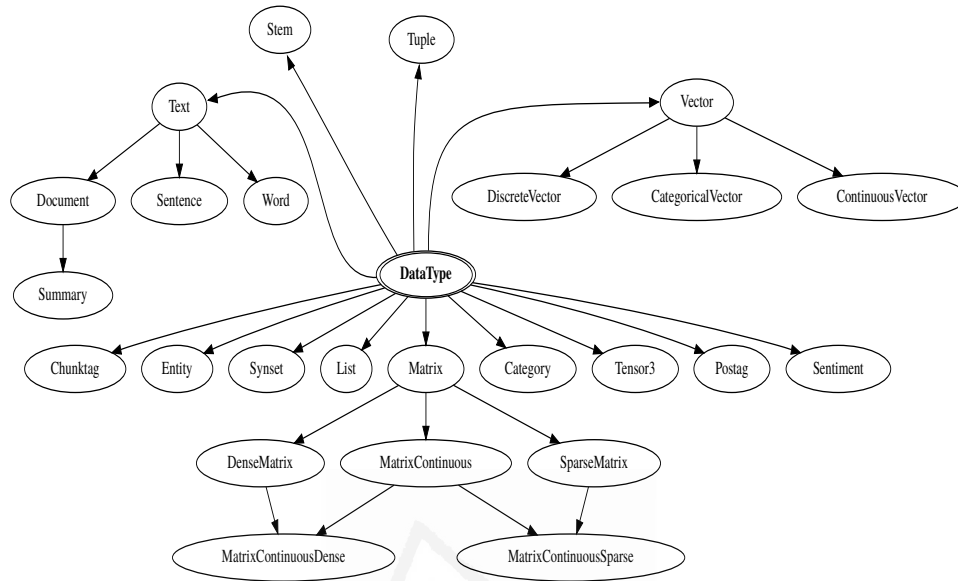 Stem
Tuple
Text
Vector
Document
Sentence
Word
DiscreteVector
CategoricalVector
ContinuousVector
DataType
Summary
Chunktag
Entity
Synset
List
Matrix
Category
Tensor3
Postag
Sentiment
DenseMatrix
MatrixContinuous
SparseMatrix
MatrixContinuousDense
MatrixContinuousSparse